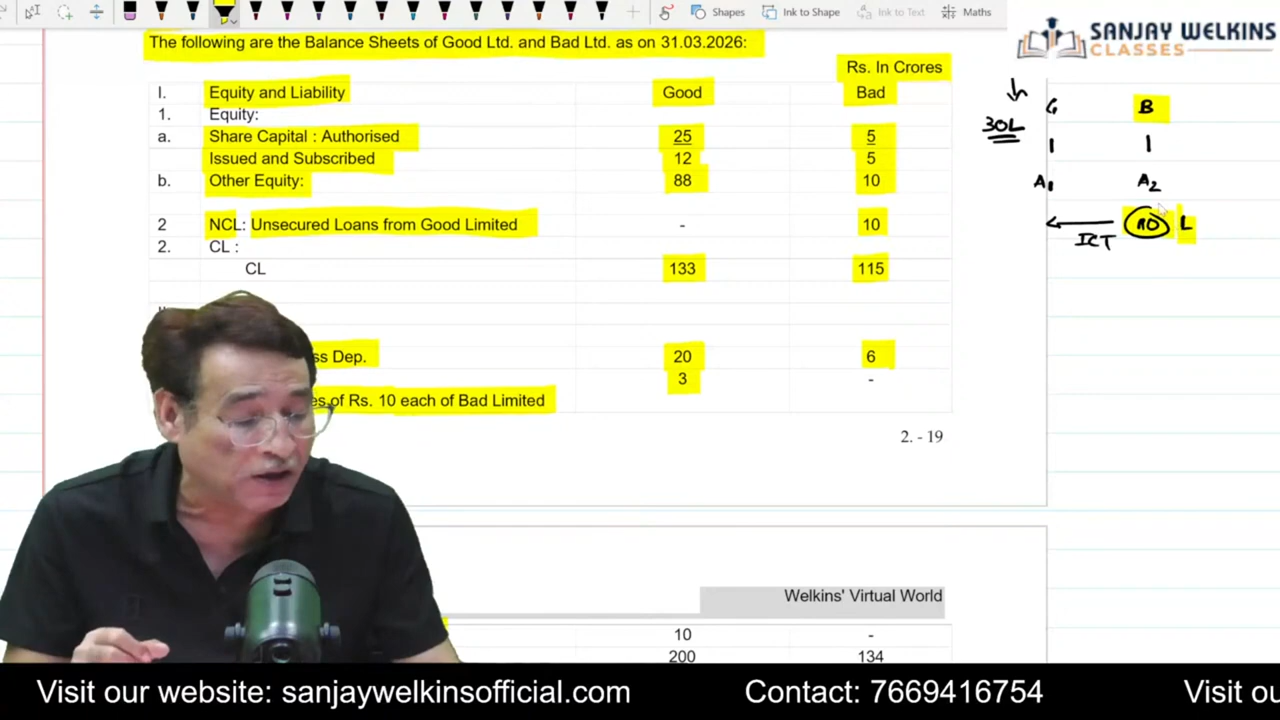 Shapes
Ink to Shape
Ink to Text
Maths
SANJAY WELKINS
CLASSES
The following are the Balance Sheets of Good Ltd. and Bad Ltd. as on 31.03.2026:
Rs. In Crores
I. Equity and Liability Good Bad
1. Equity:
a. Share Capital : Authorised 25 5
Issued and Subscribed 12 5
b. Other Equity: 88 10
2 NCL: Unsecured Loans from Good Limited - 10
2. CL :
CL 133 115
ss Dep. 20 6
3 -
es of Rs. 10 each of Bad Limited
2. - 19
30L
G B
1 1
A1 A2
RO L
ICT
Welkins' Virtual World
10 -
200 134
Visit our website: sanjaywelkinsofficial.com Contact: 7669416754 Visit ou